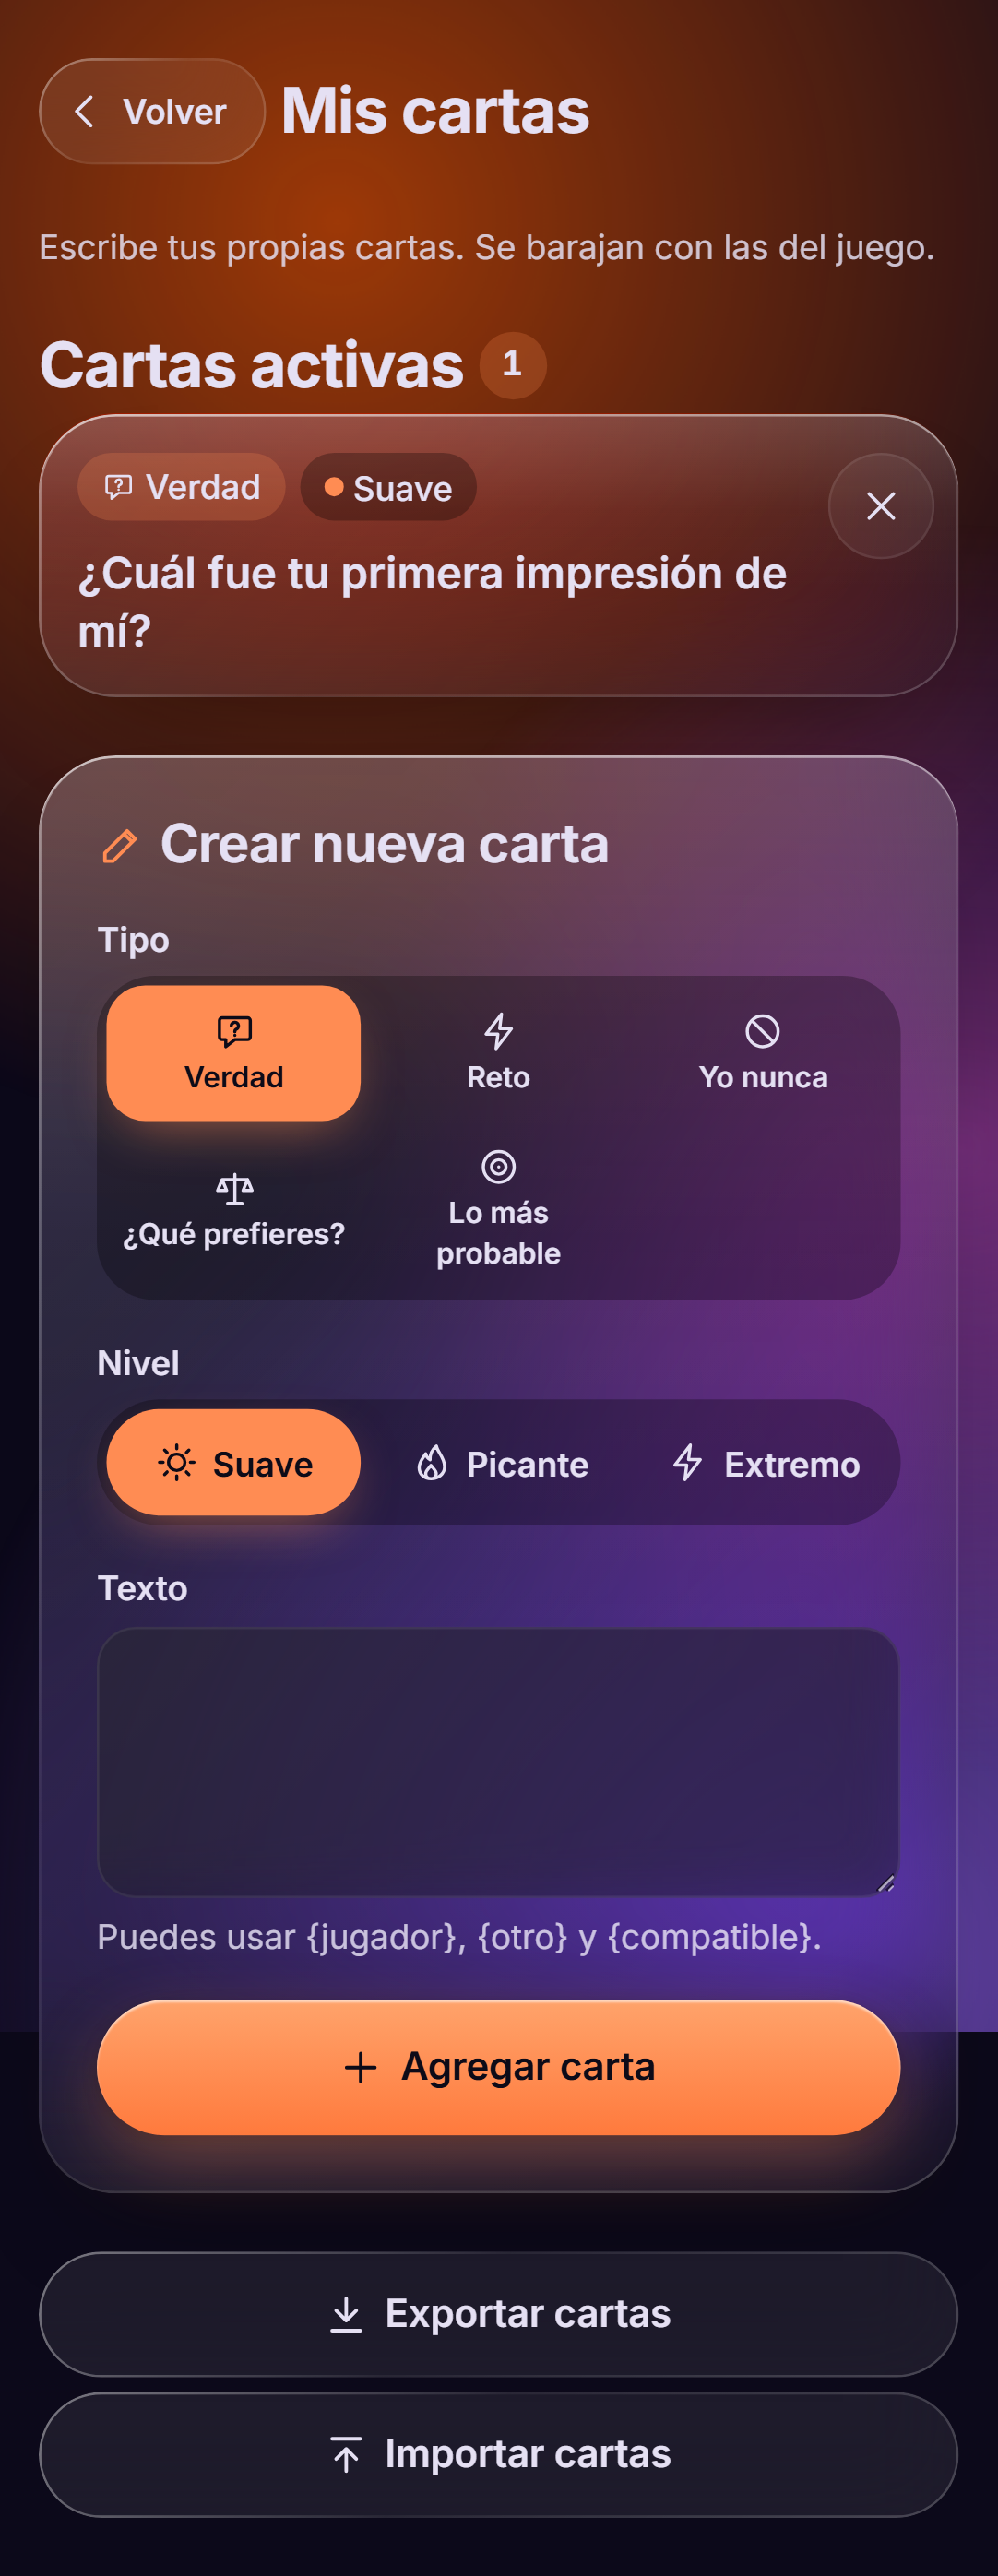 Volver
Mis cartas
Escribe tus propias cartas. Se barajan con las del juego.
Cartas activas 1
Verdad
Suave
¿Cuál fue tu primera impresión de
mí?
Crear nueva carta
Tipo
Verdad
Reto
Yo nunca
¿Qué prefieres?
Lo más
probable
Nivel
Suave
Picante
Extremo
Texto
Puedes usar {jugador}, {otro} y {compatible}.
Agregar carta
Exportar cartas
Importar cartas